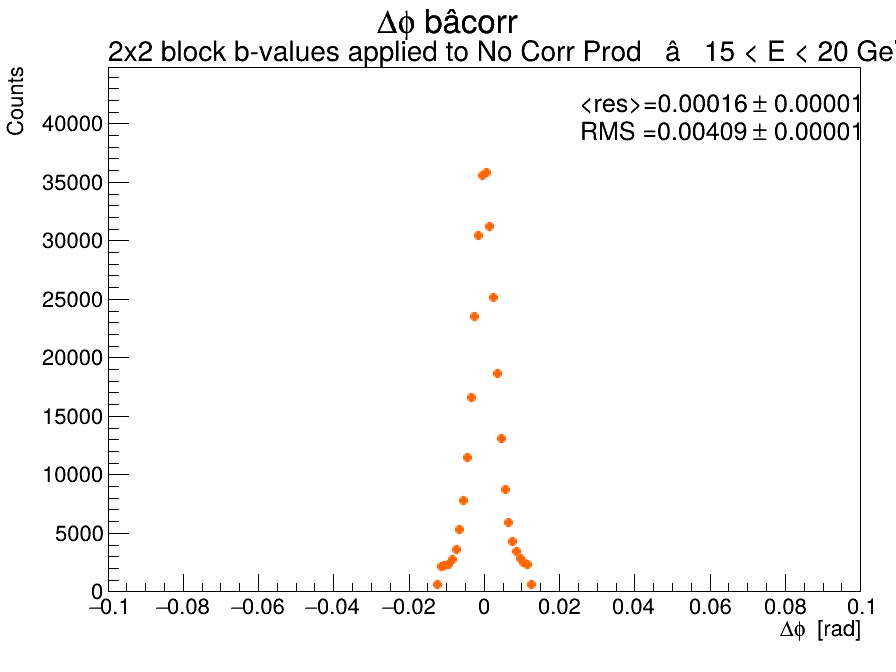 Δϕ bâcorr
2x2 block b-values applied to No Corr Prod â 15 < E < 20 GeV
<res>=0.00016 ± 0.00001
RMS =0.00409 ± 0.00001
Counts
40000
35000
30000
25000
20000
15000
10000
5000
0
−0.1 −0.08 −0.06 −0.04 −0.02 0 0.02 0.04 0.06 0.08 0.1
Δϕ [rad]